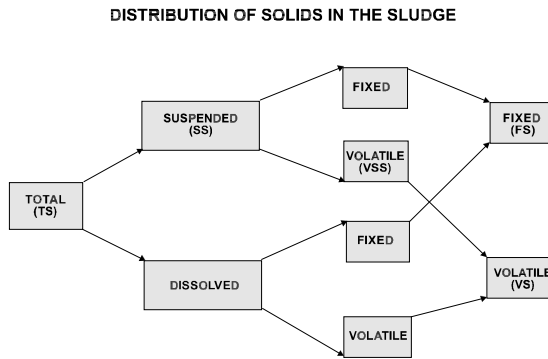 DISTRIBUTION OF SOLIDS IN THE SLUDGE
FIXED
SUSPENDED
(SS)
FIXED
(FS)
VOLATILE
(VSS)
TOTAL
(TS)
FIXED
DISSOLVED
VOLATILE
(VS)
VOLATILE